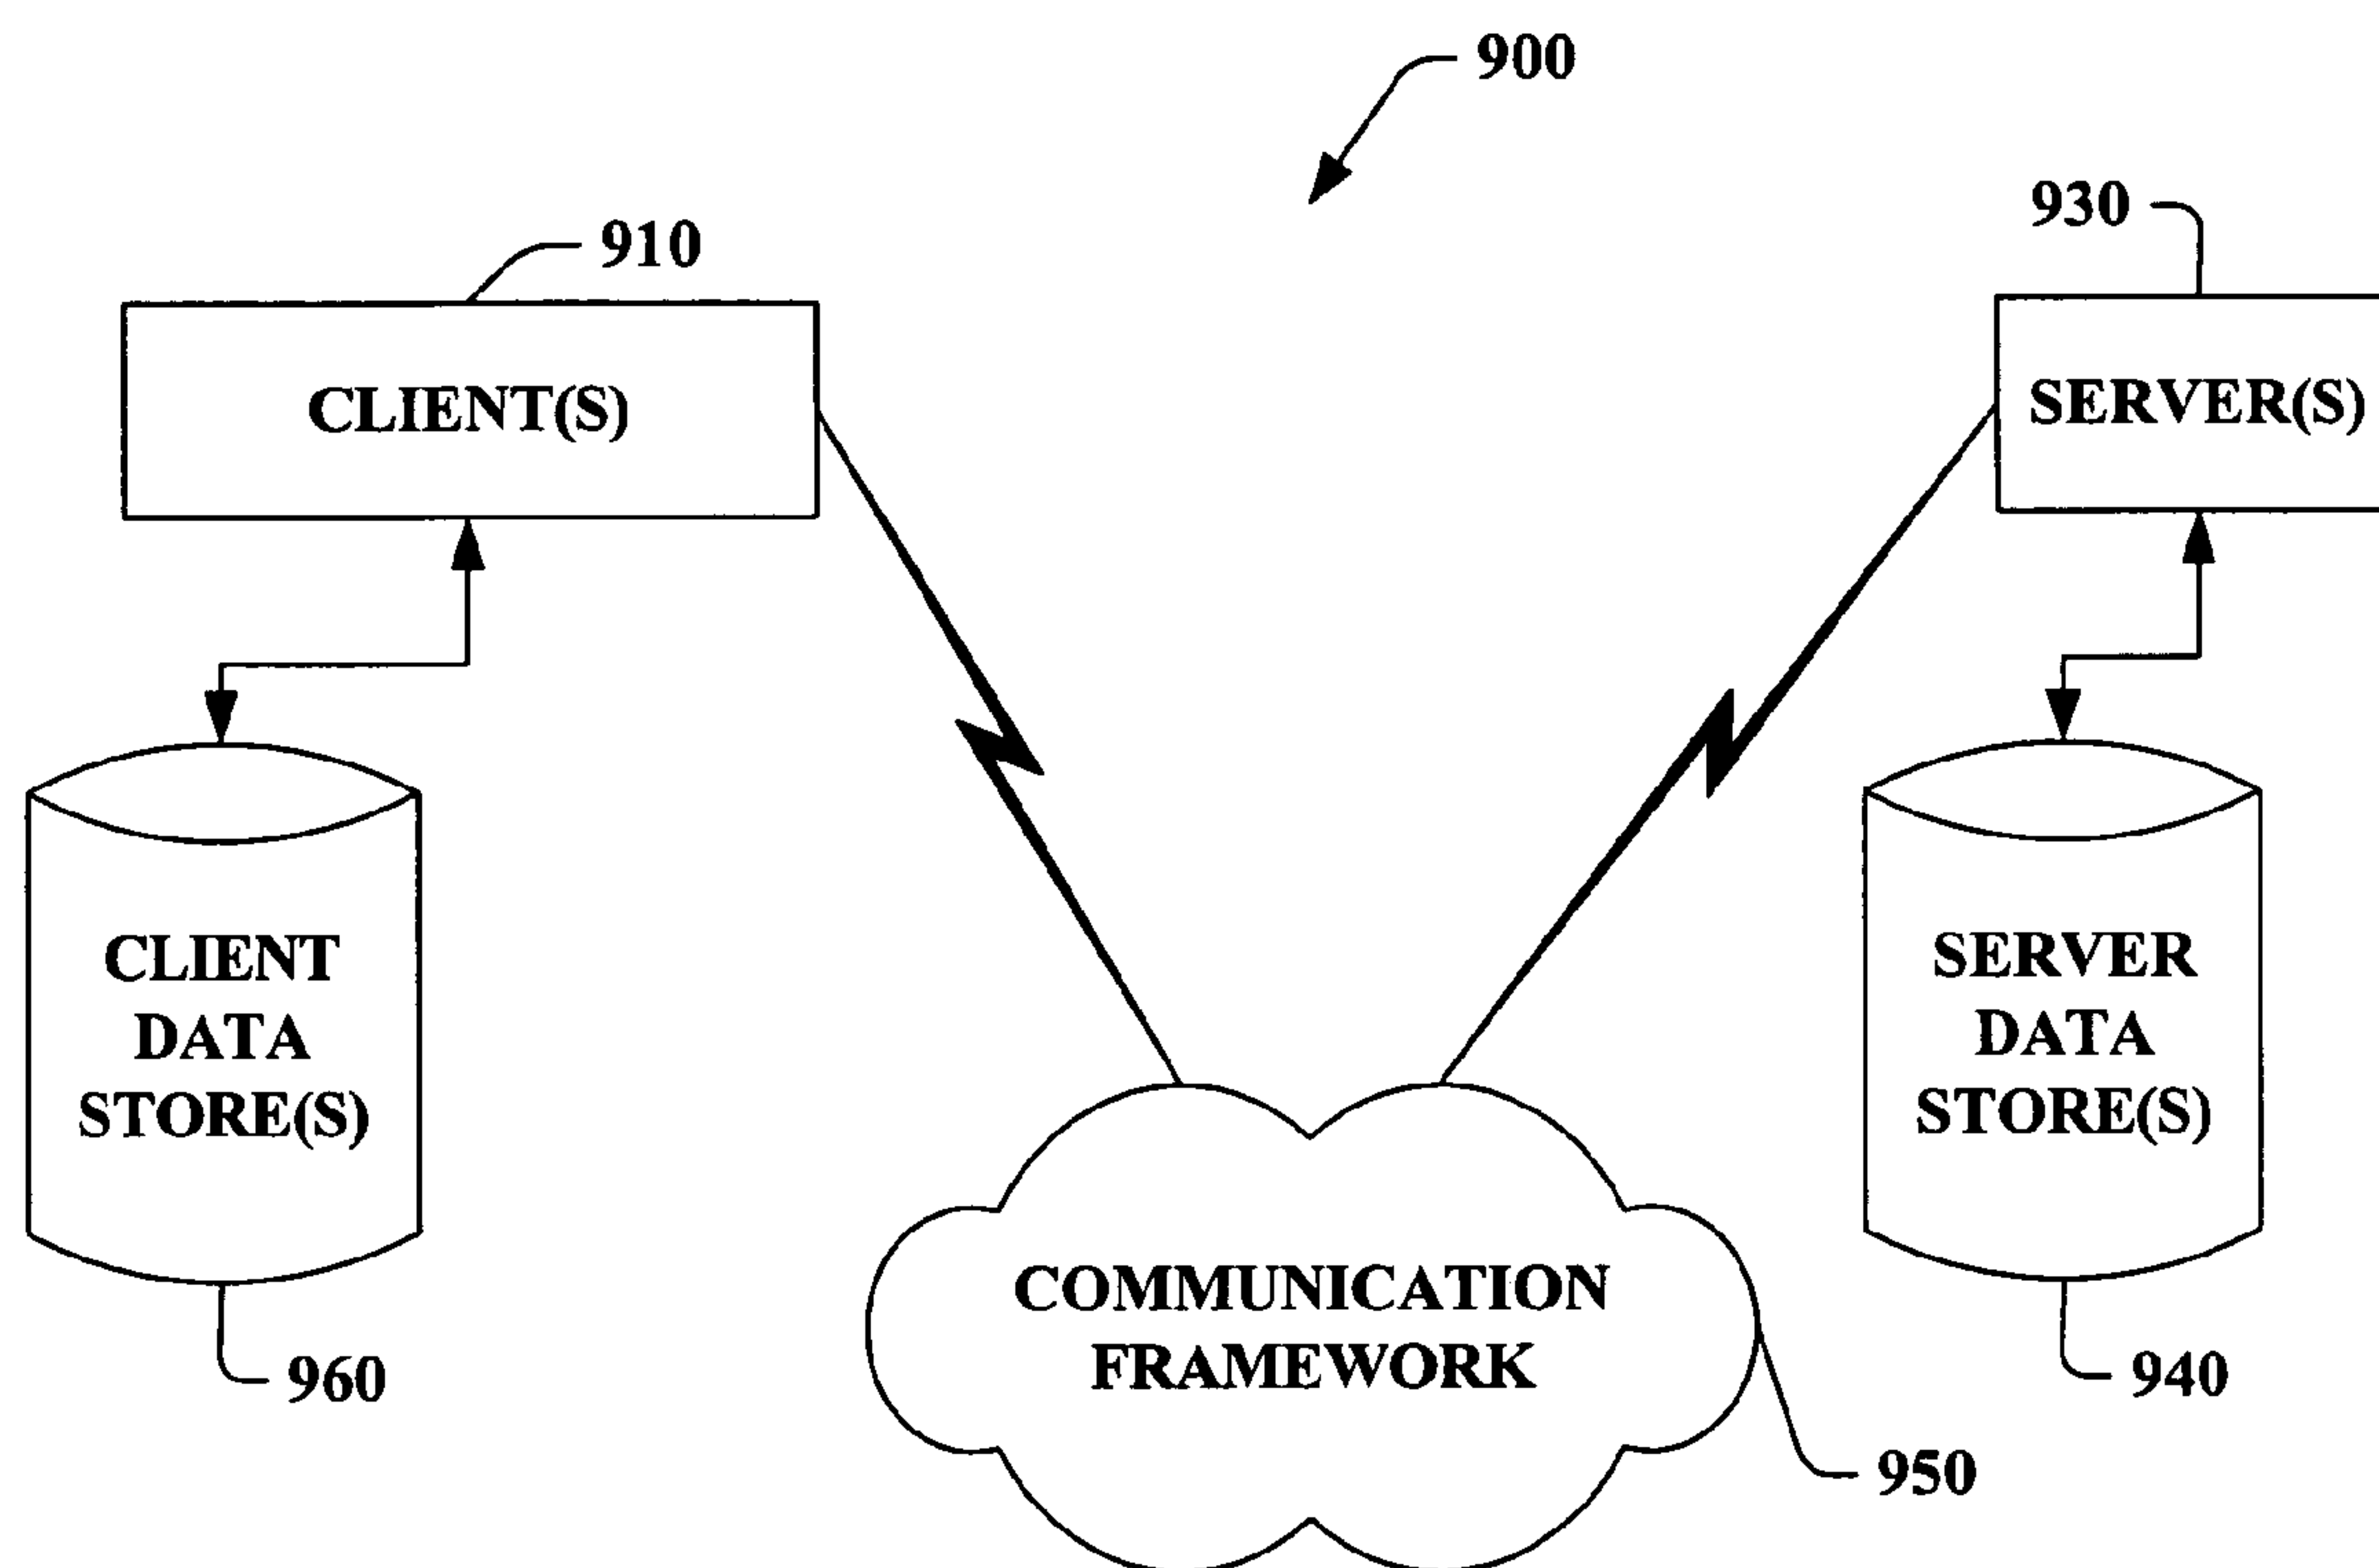 900
930
910
CLIENT(S)
SERVER(S)
CLIENT
DATA
STORE(S)
SERVER
DATA
STORE(S)
COMMUNICATION
FRAMEWORK
960
940
950